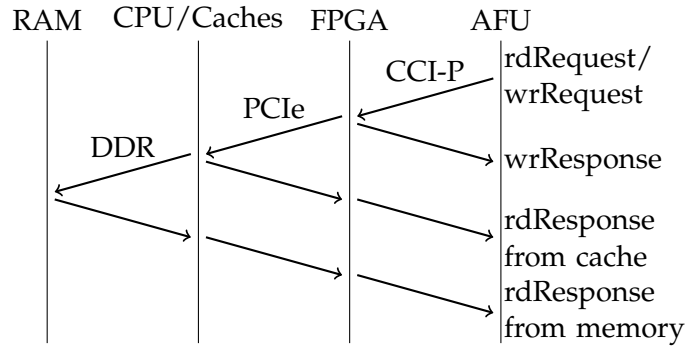 RAM CPU/Caches FPGA AFU
rdRequest/
wrRequest
CCI-P
PCIe
DDR
wrResponse
rdResponse
from cache
rdResponse
from memory